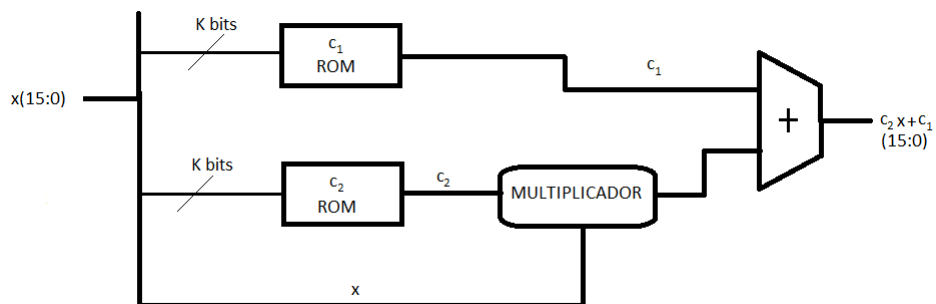 K bits
c₁
ROM
c₁
x(15:0)
+
c₂ x+c₁
(15:0)
K bits
c₂
ROM
c₂
MULTIPLICADOR
x